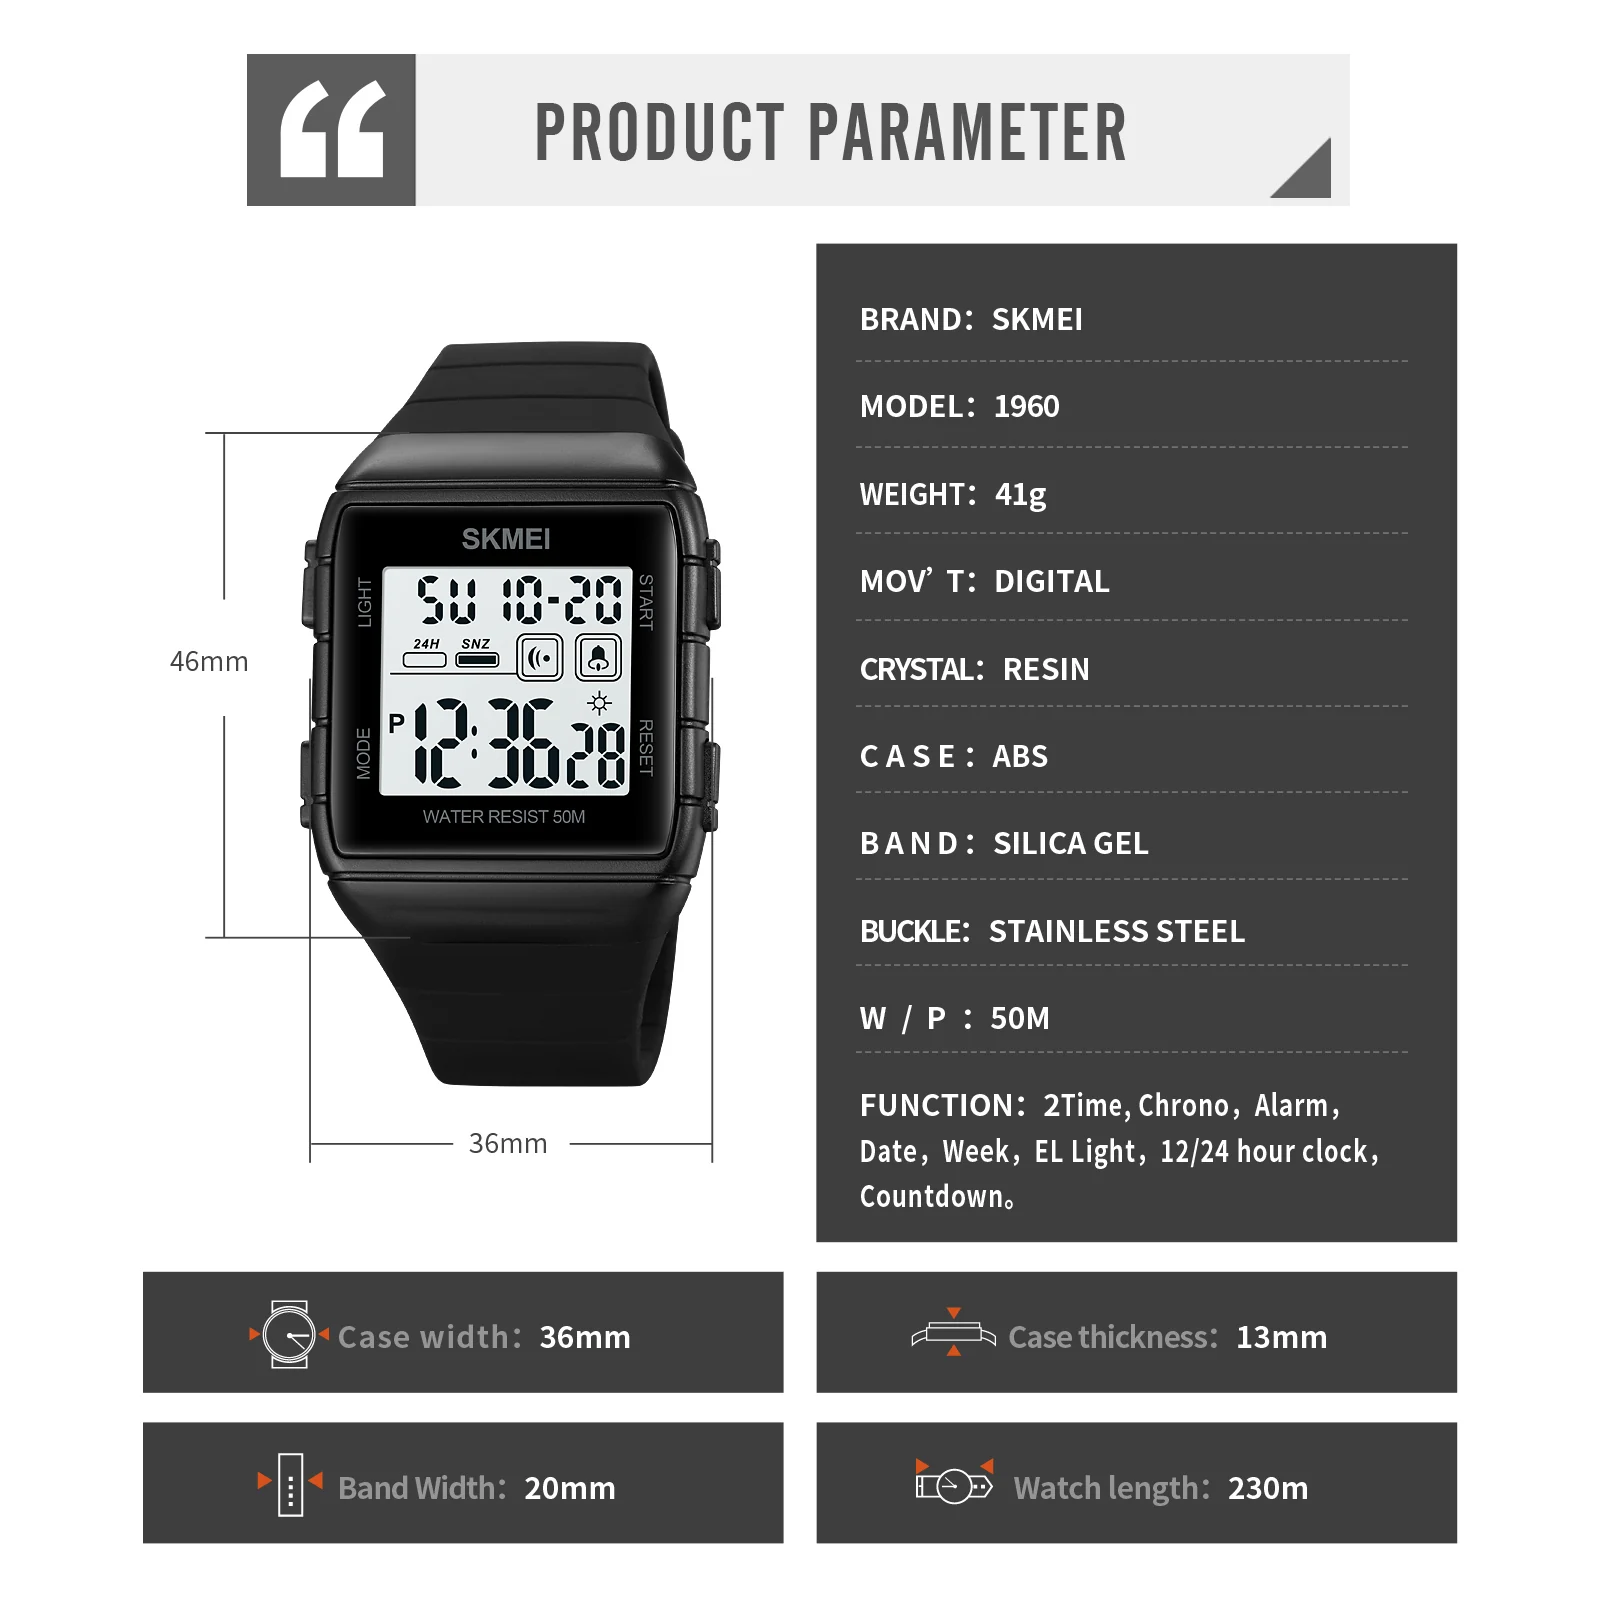 PRODUCT PARAMETER
BRAND：SKMEI
MODEL：1960
WEIGHT：41g
MOV’ T：DIGITAL
CRYSTAL：RESIN
CASE：ABS
BAND：SILICA GEL
BUCKLE：STAINLESS STEEL
W / P ：50M
FUNCTION：2Time, Chrono，Alarm，
Date，Week，EL Light，12/24 hour clock，
Countdown。
SKMEI
LIGHT
START
SU 10-20
24H SNZ
P 12:36 28
MODE
RESET
WATER RESIST 50M
46mm
36mm
Case width：36mm
Case thickness：13mm
Band Width：20mm
Watch length：230m